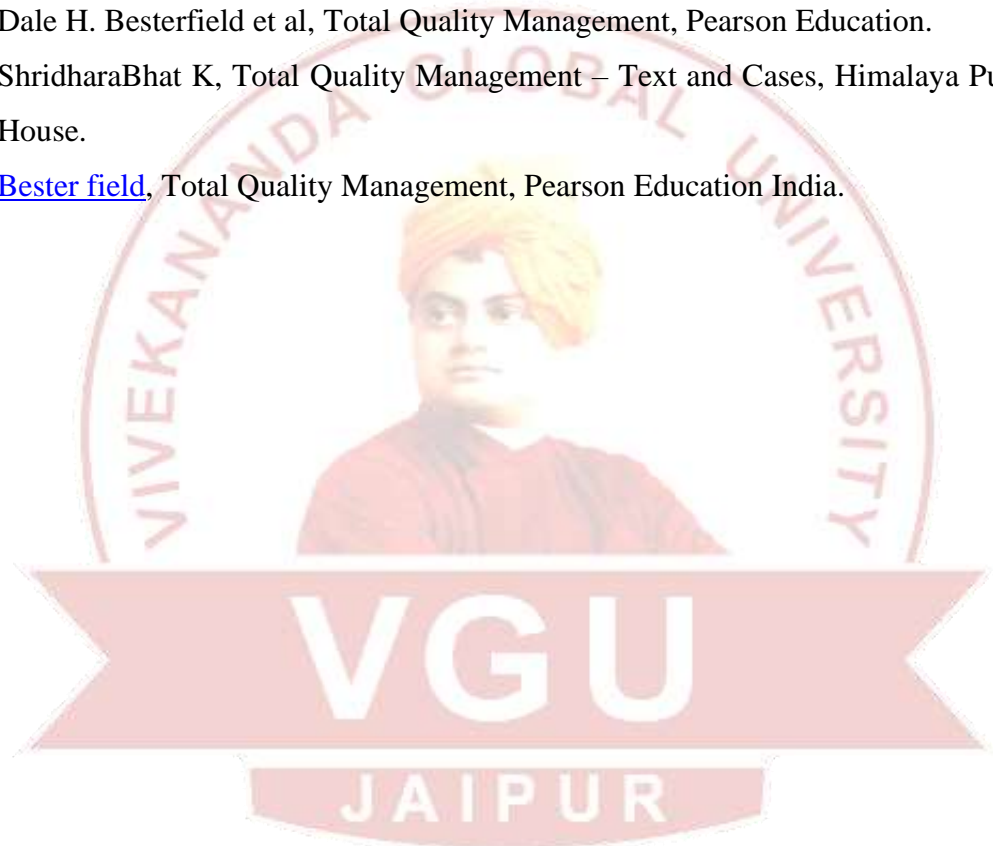 Dale H. Besterfield et al, Total Quality Management, Pearson Education.
ShridharaBhat K, Total Quality Management – Text and Cases, Himalaya
House.
Bester field, Total Quality Management, Pearson Education India.
VIVEKANANDA GLOBAL UNIVERSITY
VGU
JAIPUR